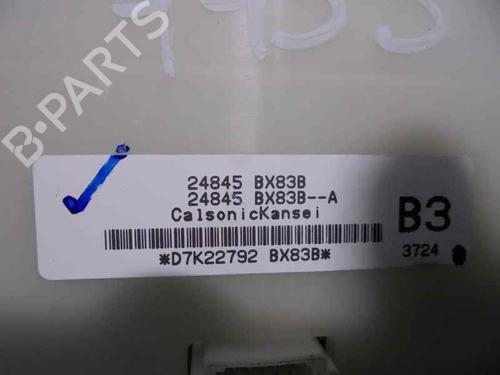 B-PARTS
24845 BX83B
24845 BX83B--A
CalsonicKansei
B3
3724
*D7K22792 BX83B*